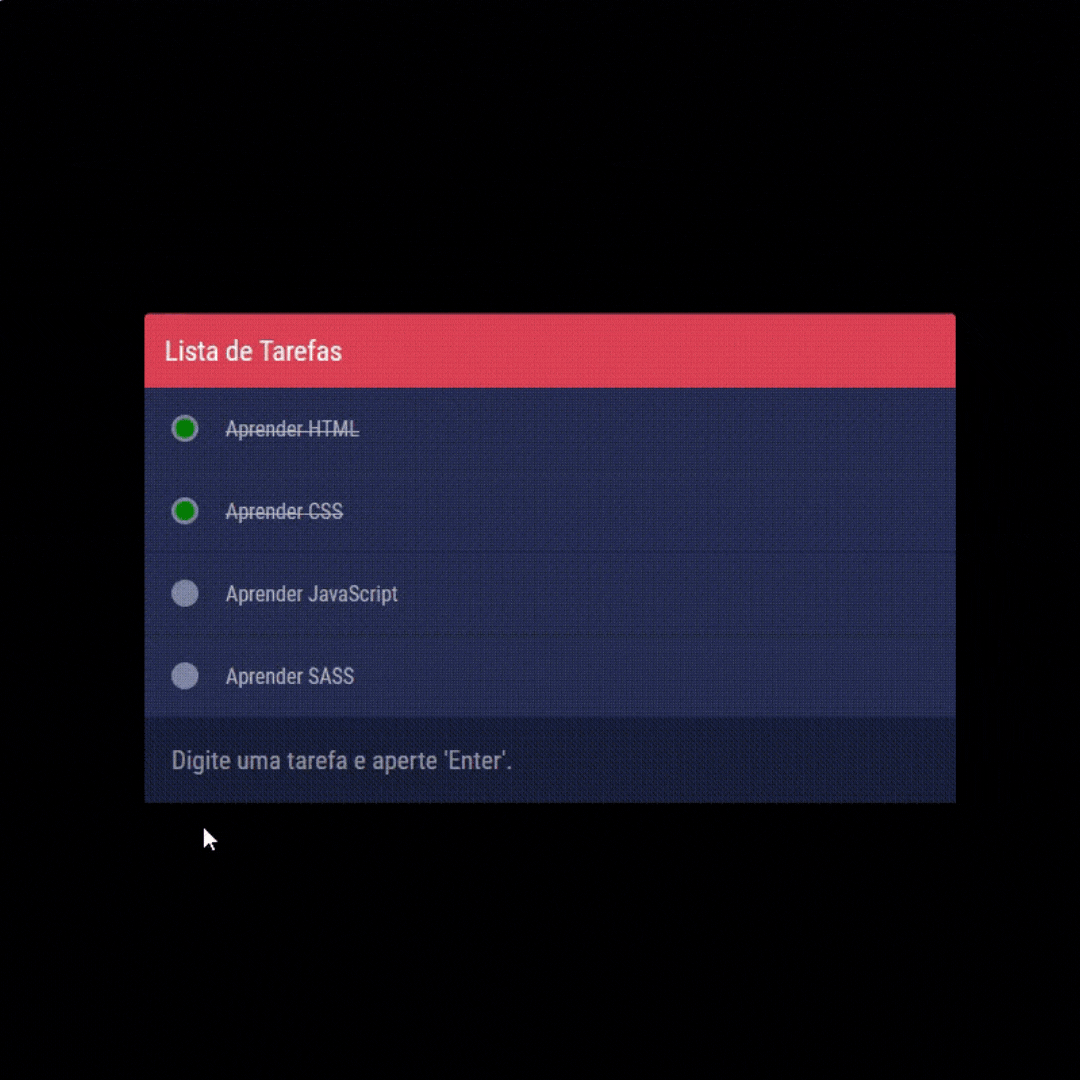 Lista de Tarefas
Aprender HTML
Aprender CSS
Aprender JavaScript
Aprender SASS
Digite uma tarefa e aperte 'Enter'.